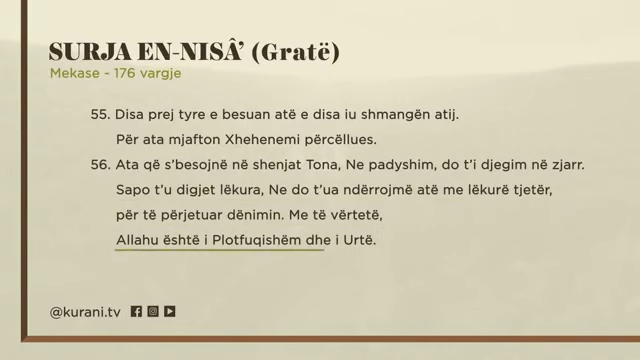 SURJA EN-NISÂ’ (Gratë)
Mekase - 176 vargje
55. Disa prej tyre e besuan atë e disa iu shmangën atij.
Për ata mjafton Xhehenemi përcëllues.
56. Ata që s’besojnë në shenjat Tona, Ne padyshim, do t’i djegim në zjarr.
Sapo t’u digjet lëkura, Ne do t’ua ndërrojmë atë me lëkurë tjetër,
për të përjetuar dënimin. Me të vërtetë,
Allahu është i Plotfuqishëm dhe i Urtë.
@kurani.tv